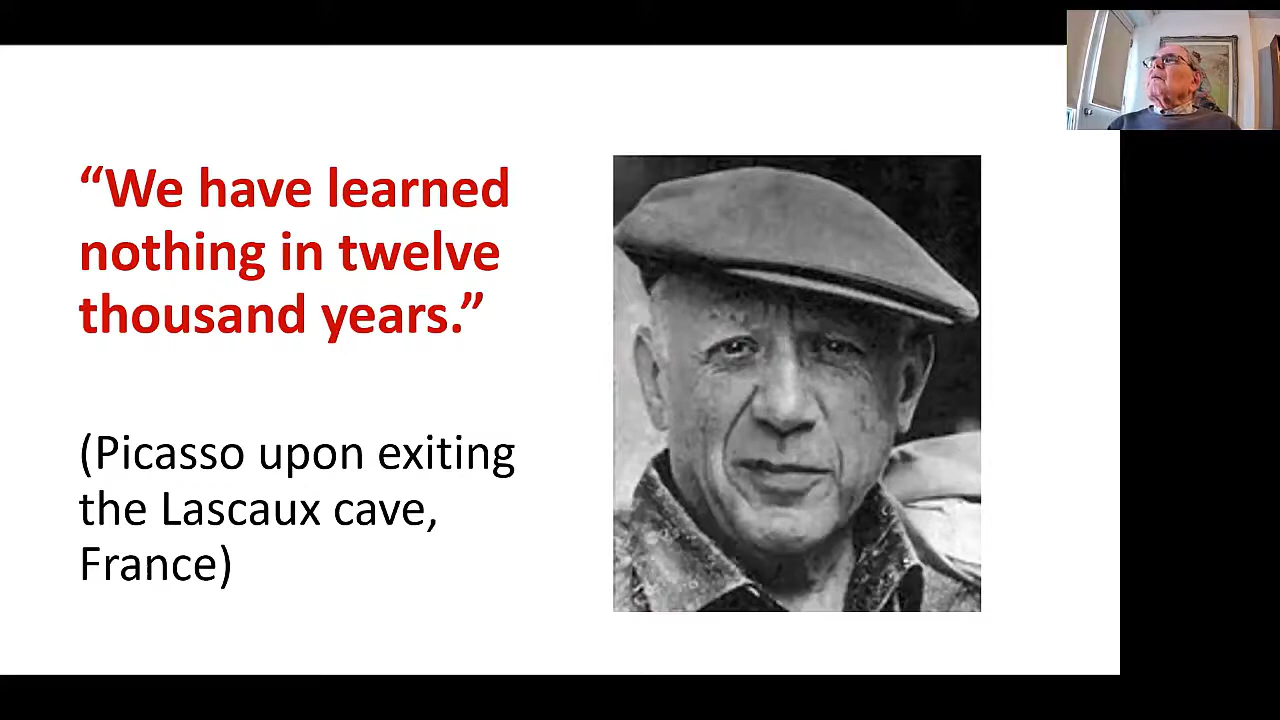 “We have learned
nothing in twelve
thousand years.”
(Picasso upon exiting
the Lascaux cave,
France)